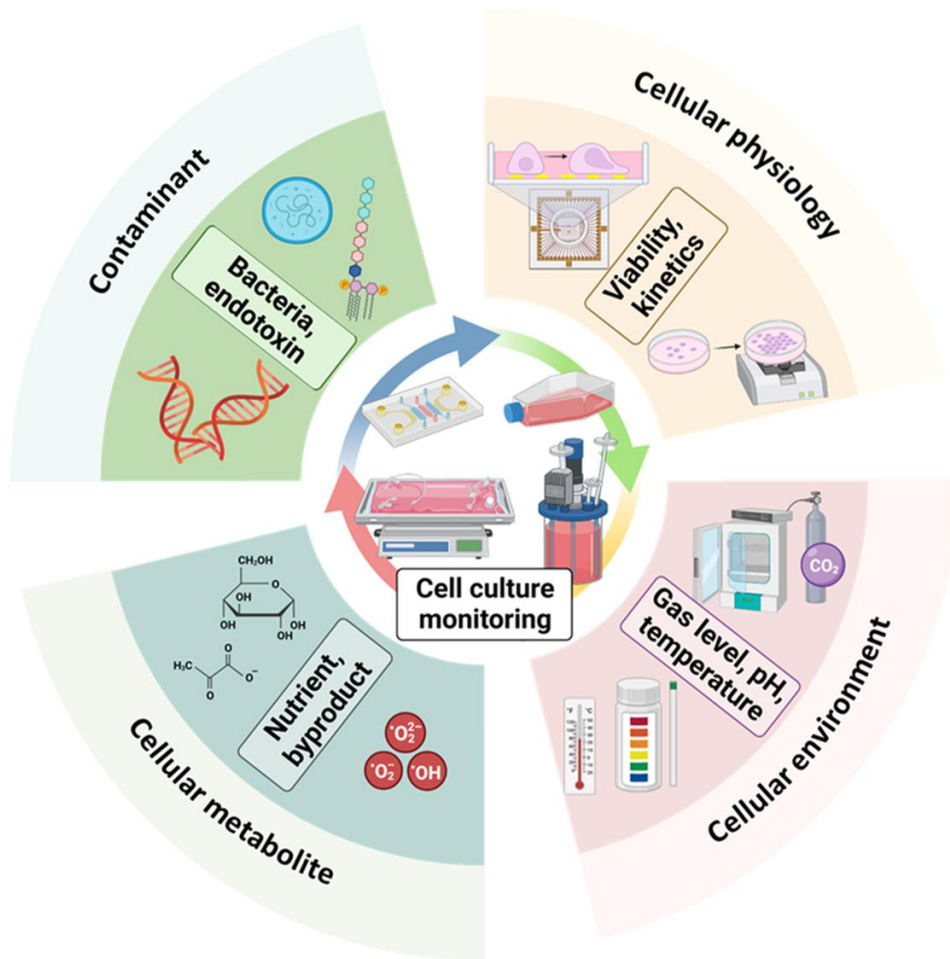 Contaminant
Bacteria,
endotoxin
P
P
Cellular physiology
Viability,
kinetics
Cell culture
monitoring
CO₂
Gas level, pH,
temperature
°F
°C
Cellular environment
CH₂OH
O
OH
OH
OH
OH
H₃C
O
O⁻
O
Nutrient,
byproduct
•O₂²⁻
•O₂⁻
•OH
Cellular metabolite